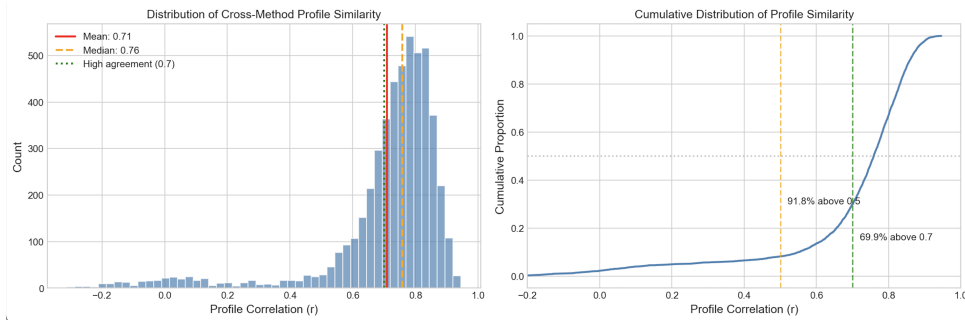 Distribution of Cross-Method Profile Similarity
Mean: 0.71
Median: 0.76
High agreement (0.7)
Count
500
400
300
200
100
0
−0.2 0.0 0.2 0.4 0.6 0.8 1.0
Profile Correlation (r)
Cumulative Distribution of Profile Similarity
Cumulative Proportion
1.0
0.8
0.6
0.4
0.2
0.0
91.8% above 0.5
69.9% above 0.7
−0.2 0.0 0.2 0.4 0.6 0.8 1.0
Profile Correlation (r)